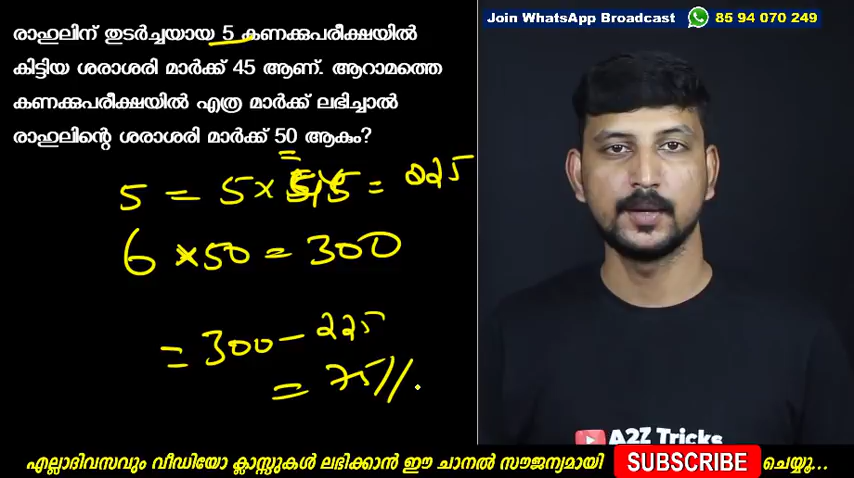 Join WhatsApp Broadcast 85 94 070 249
രാഹുലിന് തുടർച്ചയായ 5 കണക്കുപരീക്ഷയിൽ
കിട്ടിയ ശരാശരി മാർക്ക് 45 ആണ്. ആറാമത്തെ
കണക്കുപരീക്ഷയിൽ എത്ര മാർക്ക് ലഭിച്ചാൽ
രാഹുലിന്റെ ശരാശരി മാർക്ക് 50 ആകും?
5 = 5 × 45 = 225
6 × 50 = 300
= 300 - 225
= 75//.
A2Z Tricks
എല്ലാദിവസവും വീഡിയോ ക്ലാസ്സുകൾ ലഭിക്കാൻ ഈ ചാനൽ സൗജന്യമായി SUBSCRIBE ചെയ്യൂ...